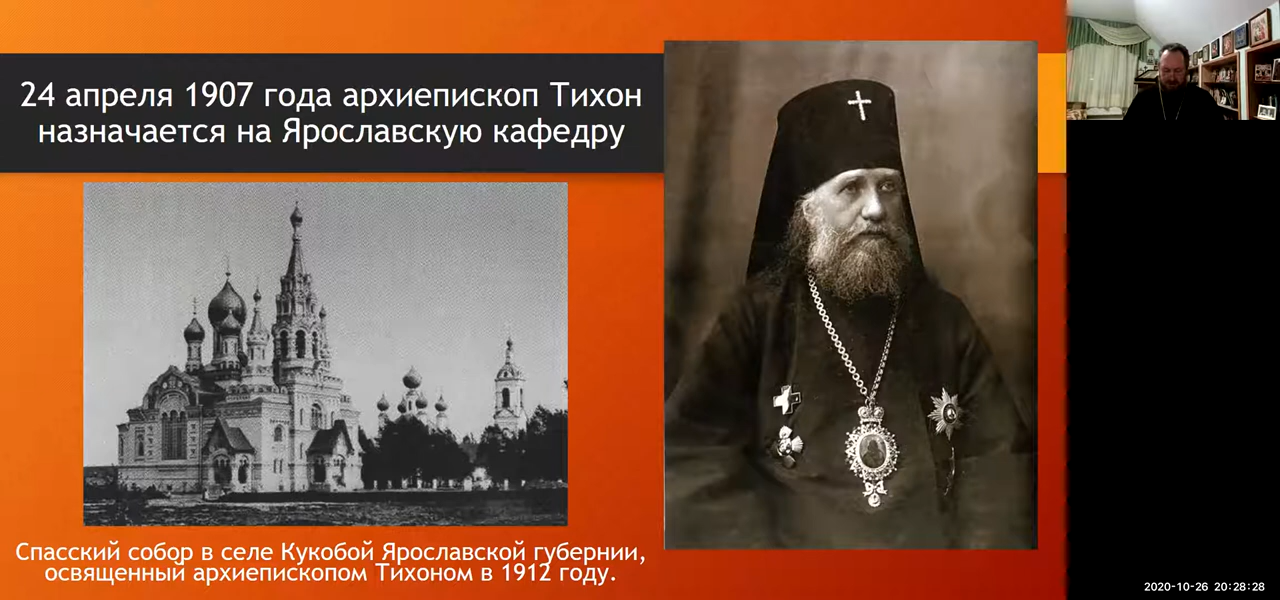 24 апреля 1907 года архиепископ Тихон
назначается на Ярославскую кафедру
Спасский собор в селе Кукобой Ярославской губернии,
освященный архиепископом Тихоном в 1912 году.
2020-10-26 20:28:28